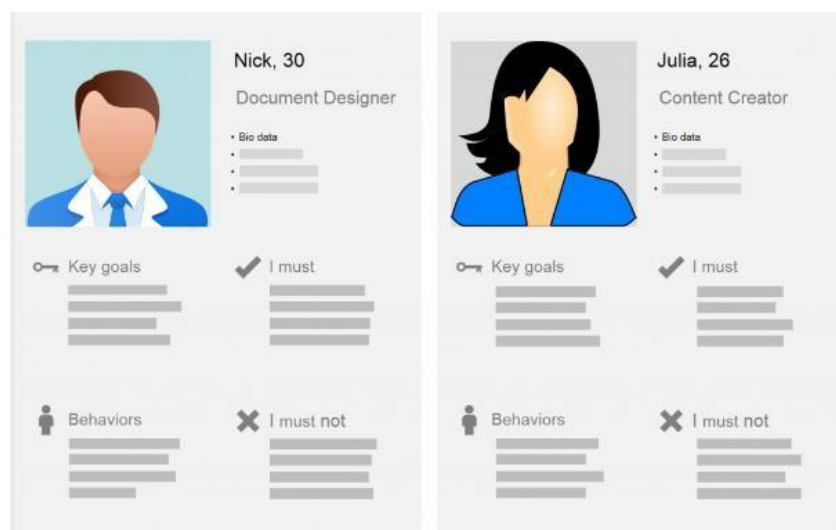 Nick, 30
Document Designer
• Bio data
Key goals
I must
Behaviors
I must not
Julia, 26
Content Creator
• Bio data
Key goals
I must
Behaviors
I must not